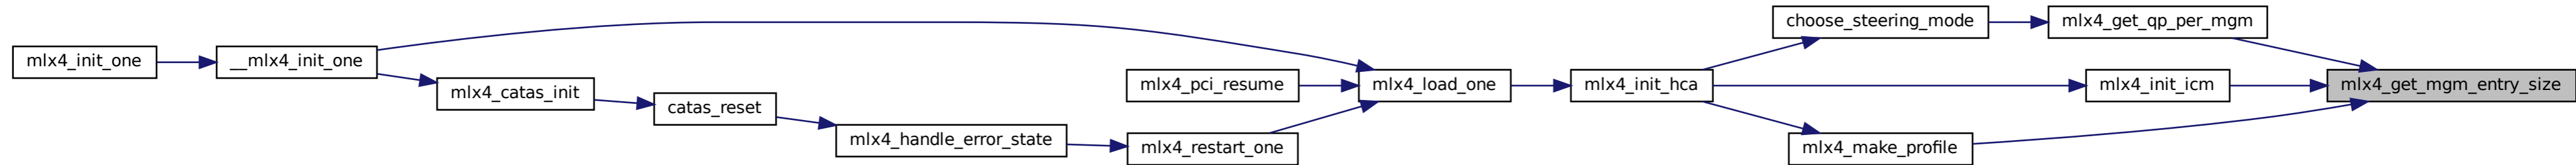 mlx4_init_one
__mlx4_init_one
mlx4_catas_init
catas_reset
mlx4_handle_error_state
mlx4_pci_resume
mlx4_restart_one
mlx4_load_one
mlx4_init_hca
choose_steering_mode
mlx4_get_qp_per_mgm
mlx4_init_icm
mlx4_make_profile
mlx4_get_mgm_entry_size